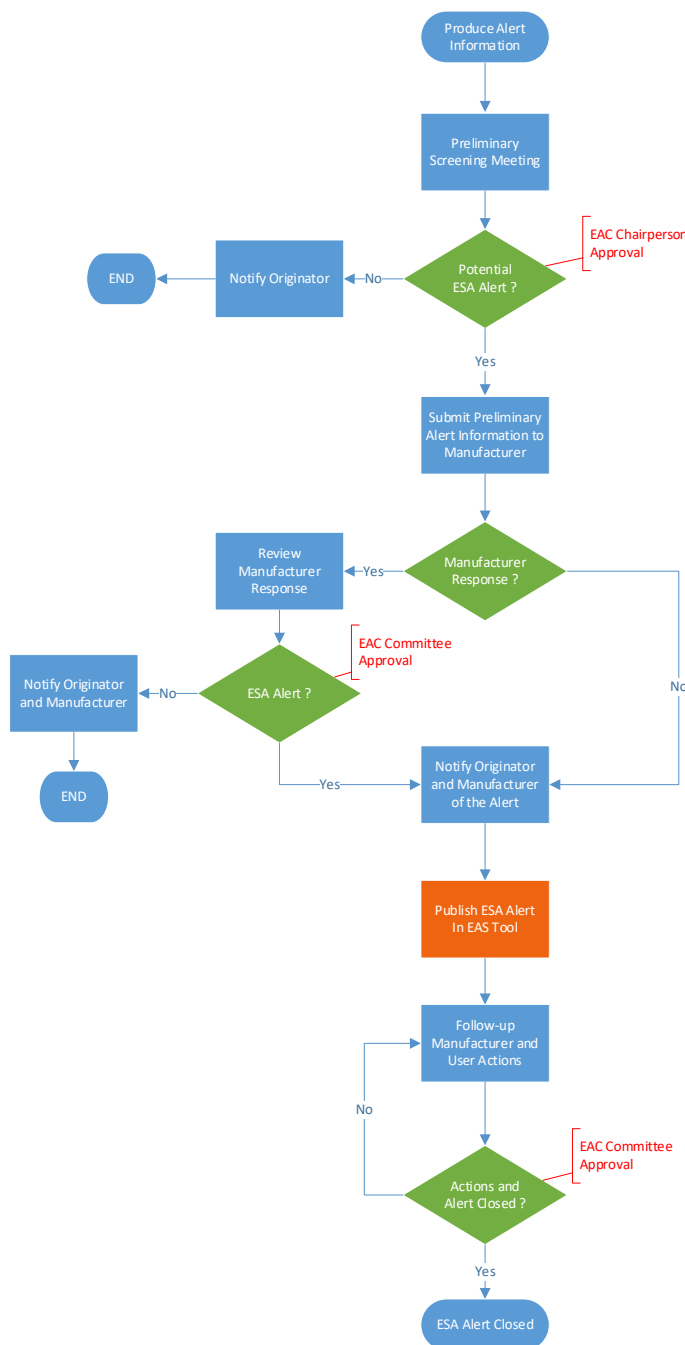 Produce Alert
Information
Preliminary
Screening Meeting
EAC Chairperson
Approval
Potential
ESA Alert ?
No
Notify Originator
END
Yes
Submit Preliminary
Alert Information to
Manufacturer
Manufacturer
Response ?
Yes
Review
Manufacturer
Response
No
EAC Committee
Approval
ESA Alert ?
No
Notify Originator
and Manufacturer
END
Yes
Notify Originator
and Manufacturer
of the Alert
Publish ESA Alert
In EAS Tool
Follow-up
Manufacturer and
User Actions
No
EAC Committee
Approval
Actions and
Alert Closed ?
Yes
ESA Alert Closed